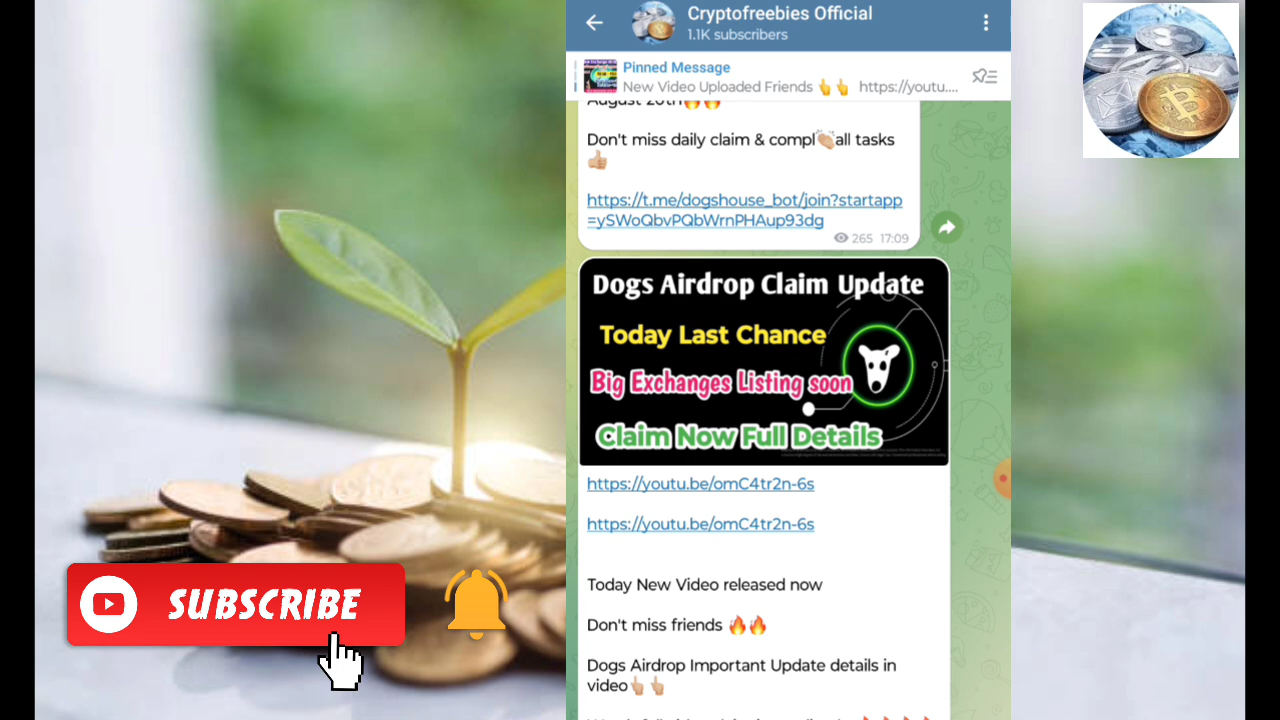 Cryptofreebies Official
1.1K subscribers
Pinned Message
New Video Uploaded Friends 👆👆 https://youtu....
August 20th🔥🔥
Don't miss daily claim & compl👏🏼all tasks
👍🏼
https://t.me/dogshouse_bot/join?startapp
=ySWoQbvPQbWrnPHAup93dg
265 17:09
Dogs Airdrop Claim Update
Today Last Chance
Big Exchanges Listing soon
Claim Now Full Details
https://youtu.be/omC4tr2n-6s
https://youtu.be/omC4tr2n-6s
Today New Video released now
Don't miss friends 🔥🔥
Dogs Airdrop Important Update details in
video👆🏼👆🏼
SUBSCRIBE